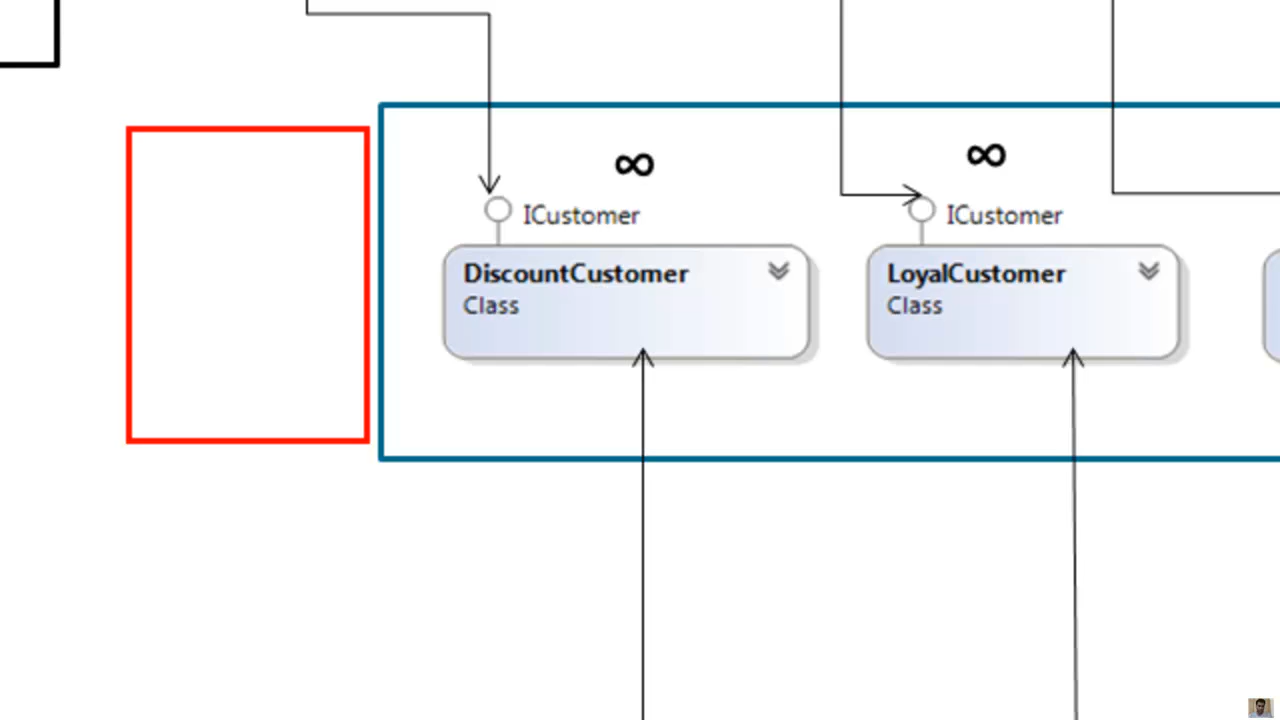 ∞
∞
ICustomer
ICustomer
DiscountCustomer
Class
LoyalCustomer
Class